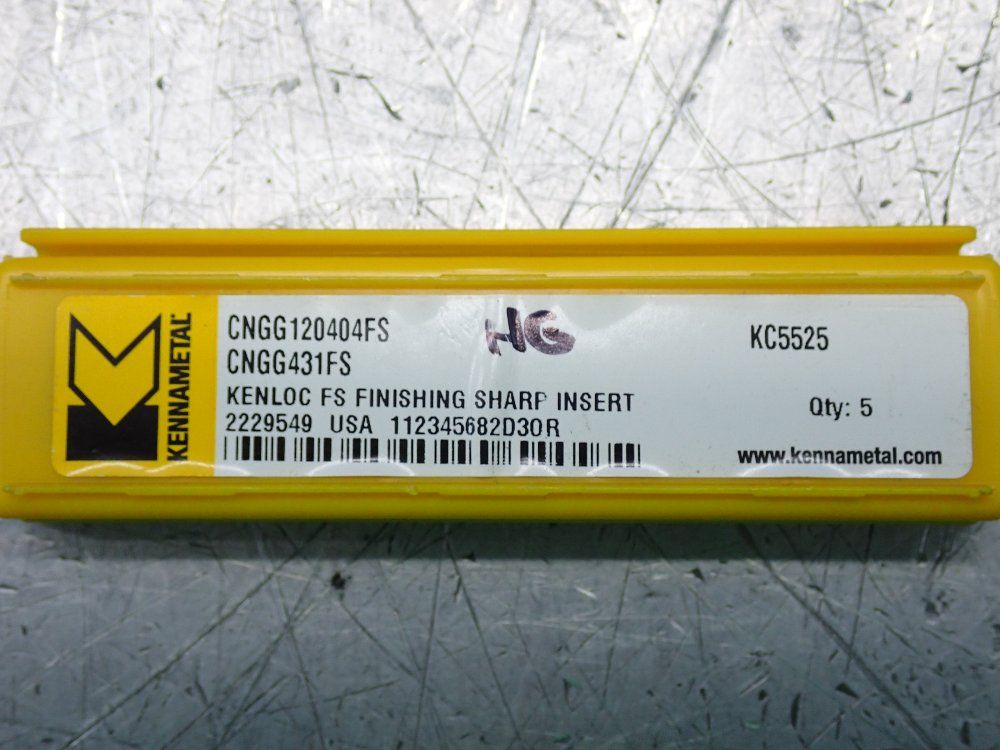 KENNAMETAL
CNGG120404FS
CNGG431FS
HG
KENLOC FS FINISHING SHARP INSERT
2229549 USA 112345682D30R
KC5525
Qty: 5
www.kennametal.com